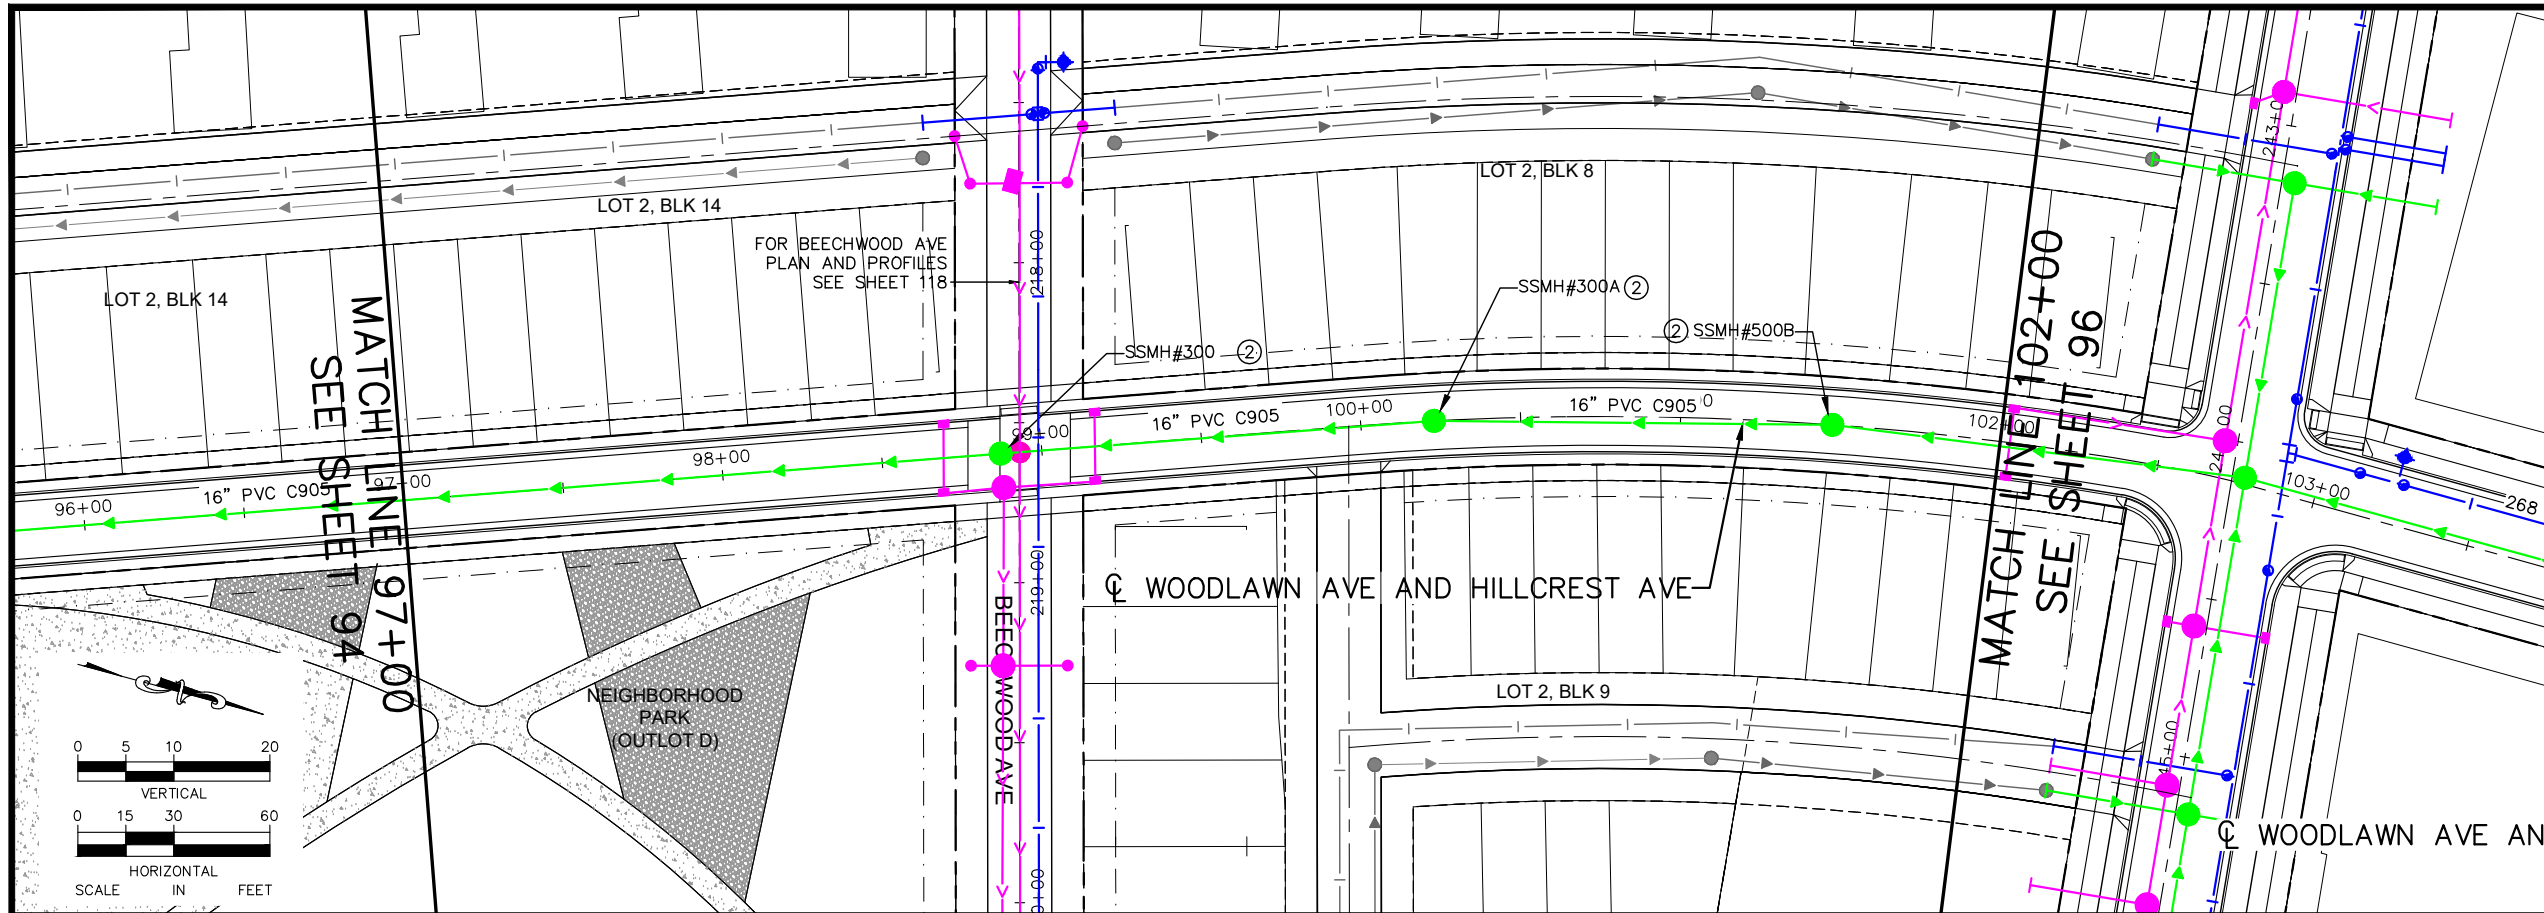 243+0
LOT 2, BLK 8
LOT 2, BLK 14
FOR BEECHWOOD AVE
PLAN AND PROFILES
SEE SHEET 118
218+00
LOT 2, BLK 14
SSMH#300A 2
2 SSMH#500B
SSMH#300 2
MATCH LINE 97+00
SEE SHEET 94
MATCH LINE 102+00
SEE SHEET 96
16" PVC C905
100+00
16" PVC C905
102+00
99+00
98+00
97+00
16" PVC C905
96+00
103+00
268
219+00
BEECHWOOD AVE
℄ WOODLAWN AVE AND HILLCREST AVE
NEIGHBORHOOD
PARK
(OUTLOT D)
LOT 2, BLK 9
0 5 10 20
VERTICAL
0 15 30 60
HORIZONTAL
SCALE IN FEET
45+00
℄ WOODLAWN AVE AN